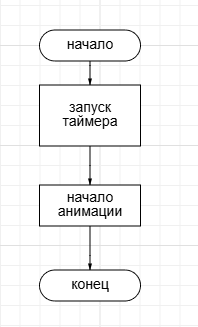 начало
запуск
таймера
начало
анимации
конец